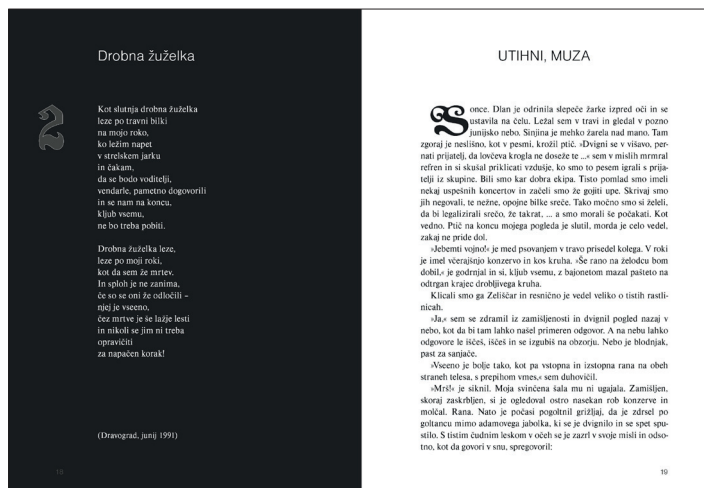 Drobna žuželka
2
Kot slutnja drobna žuželka
leze po travni bilki
na mojo roko,
ko ležim napet
v strelskem jarku
in čakam,
da se bodo voditelji,
vendarle, pametno dogovorili
in se nam na koncu,
kljub vsemu,
ne bo treba pobiti.
Drobna žuželka leze,
leze po moji roki,
kot da sem že mrtev.
In sploh je ne zanima,
če so se oni že odločili –
njej je vseeno,
čez mrtve je še lažje lesti
in nikoli se jim ni treba
opravičiti
za napačen korak!
(Dravograd, junij 1991)
18
UTIHNI, MUZA
Sonce. Dlan je odrinila slepeče žarke izpred oči in se
ustavila na čelu. Ležal sem v travi in gledal v pozno
junijsko nebo. Sinjina je mehko žarela nad mano. Tam
zgoraj je neslišno, kot v pesmi, krožil ptič. »Dvigni se v višavo, per-
nati prijatelj, da lovčeva krogla ne doseže te ...« sem v mislih mrmral
refren in si skušal priklicati vzdušje, ko smo to pesem igrali s prija-
telji iz skupine. Bili smo kar dobra ekipa. Tisto pomlad smo imeli
nekaj uspešnih koncertov in začeli smo že gojiti upe. Skrivaj smo
jih negovali, te nežne, opojne bilke sreče. Tako močno smo si želeli,
da bi legalizirali srečo, že takrat, ... a smo morali še počakati. Kot
vedno. Ptič na koncu mojega pogleda je slutil, morda je celo vedel,
zakaj ne pride dol.
»Jebemti vojno!« je med psovanjem v travo prisedel kolega. V roki
je imel včerajšnjo konzervo in kos kruha. »Še rano na želodcu bom
dobil,« je godrnjal in si, kljub vsemu, z bajonetom mazal pašteto na
odtrgan krajec drobljivega kruha.
Klicali smo ga Zeliščar in resnično je vedel veliko o tistih rastli-
nicah.
»Ja,« sem se zdramil iz zamišljenosti in dvignil pogled nazaj v
nebo, kot da bi tam lahko našel primeren odgovor. A na nebu lahko
odgovore le iščeš, iščeš in se izgubiš na obzorju. Nebo je blodnjak,
past za sanjače.
»Vseeno je bolje tako, kot pa vstopna in izstopna rana na obeh
straneh telesa, s prepihom vmes,« sem duhovičil.
»Mrš!« je siknil. Moja svinčena šala mu ni ugajala. Zamišljen,
skoraj zaskrbljen, si je ogledoval ostro nasekan rob konzerve in
molčal. Rana. Nato je počasi pogoltnil grižljaj, da je zdrsel po
goltancu mimo adamovega jabolka, ki se je dvignilo in se spet spu-
stilo. S tistim čudnim leskom v očeh se je zazrl v svoje misli in odso-
tno, kot da govori v snu, spregovoril:
19